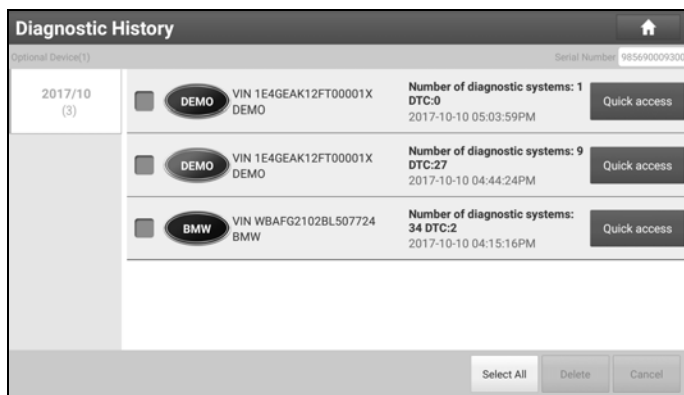 Diagnostic History
Optional Device(1)
Serial Number 98569000930
2017/10
(3)
DEMO
VIN 1E4GEAK12FT00001X
DEMO
Number of diagnostic systems: 1
DTC:0
2017-10-10 05:03:59PM
Quick access
DEMO
VIN 1E4GEAK12FT00001X
DEMO
Number of diagnostic systems: 9
DTC:27
2017-10-10 04:44:24PM
Quick access
BMW
VIN WBAFG2102BL507724
BMW
Number of diagnostic systems:
34 DTC:2
2017-10-10 04:15:16PM
Quick access
Select All
Delete
Cancel